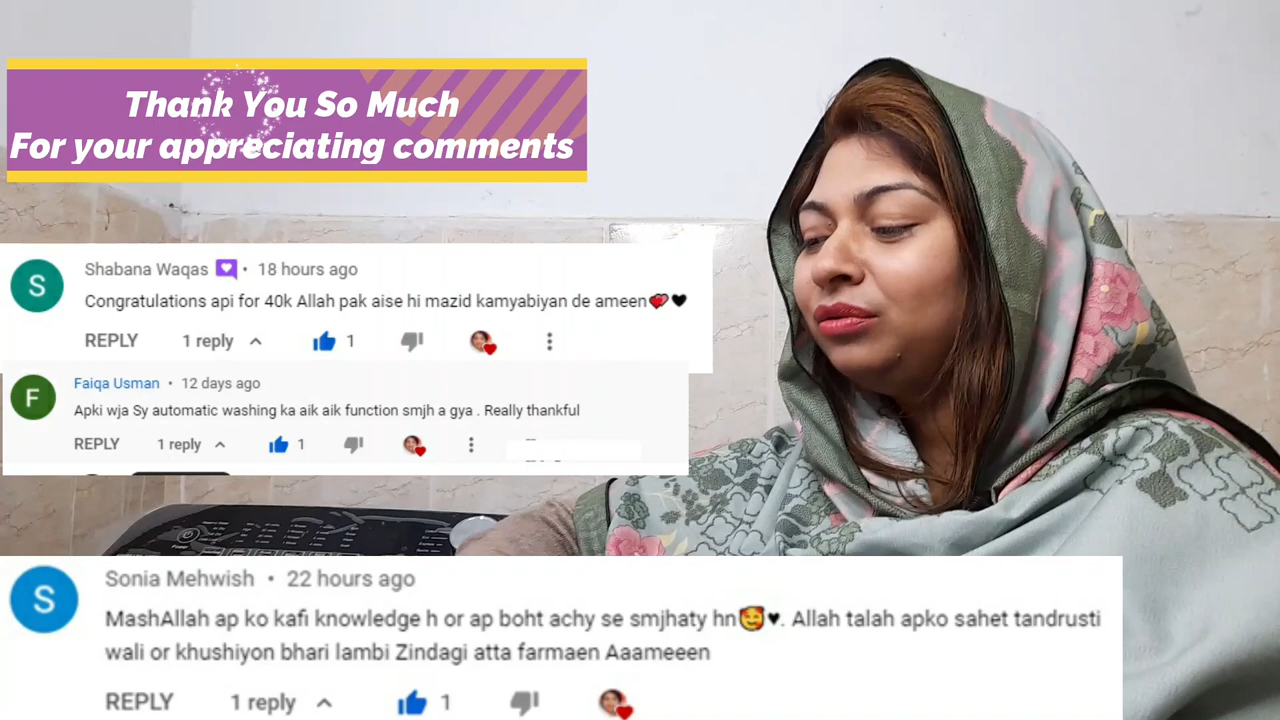 Thank You So Much
For your appreciating comments
S
Shabana Waqas • 18 hours ago
Congratulations api for 40k Allah pak aise hi mazid kamyabiyan de ameen💞🖤
REPLY 1 reply 1
F
Faiqa Usman • 12 days ago
Apki wja Sy automatic washing ka aik aik function smjh a gya . Really thankful
REPLY 1 reply 1
Power
S
Sonia Mehwish • 22 hours ago
MashAllah ap ko kafi knowledge h or ap boht achy se smjhaty hn🥰♥. Allah talah apko sahet tandrusti
wali or khushiyon bhari lambi Zindagi atta farmaen Aaameeen
REPLY 1 reply 1